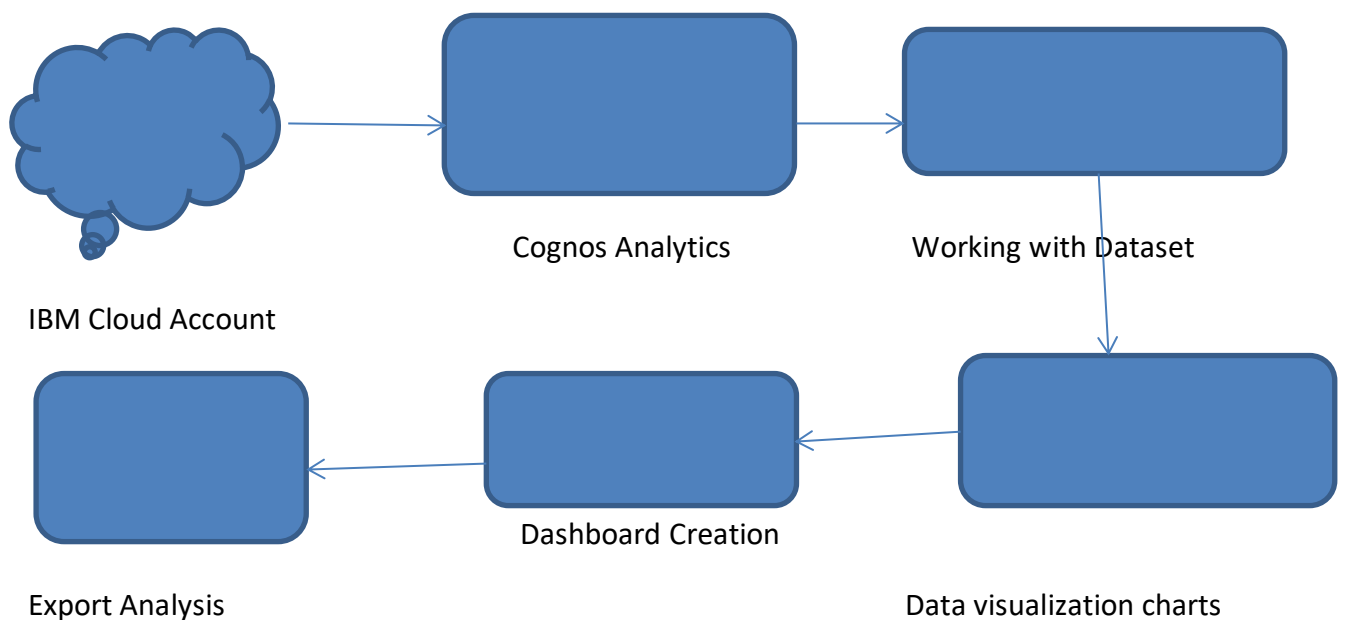 Cognos Analytics
Working with Dataset
IBM Cloud Account
Dashboard Creation
Export Analysis
Data visualization charts